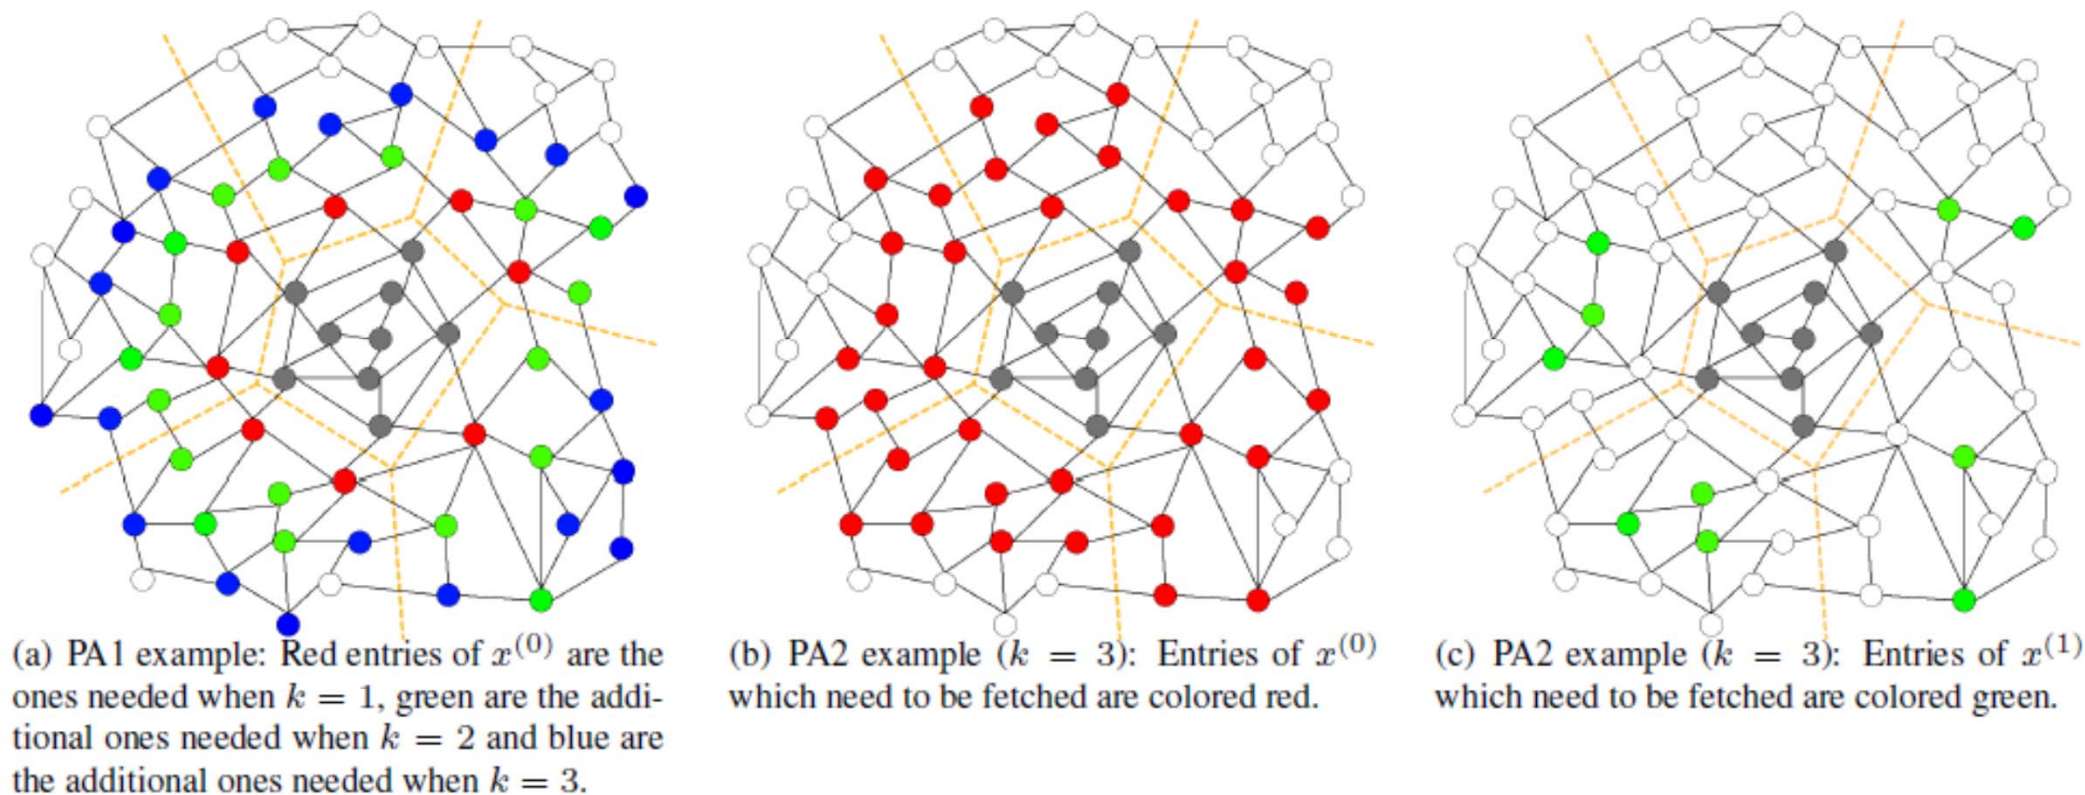 (a) PA1 example: Red entries of x⁽⁰⁾ are the
ones needed when k = 1, green are the addi-
tional ones needed when k = 2 and blue are
the additional ones needed when k = 3.
(b) PA2 example (k = 3): Entries of x⁽⁰⁾
which need to be fetched are colored red.
(c) PA2 example (k = 3): Entries of x⁽¹⁾
which need to be fetched are colored green.